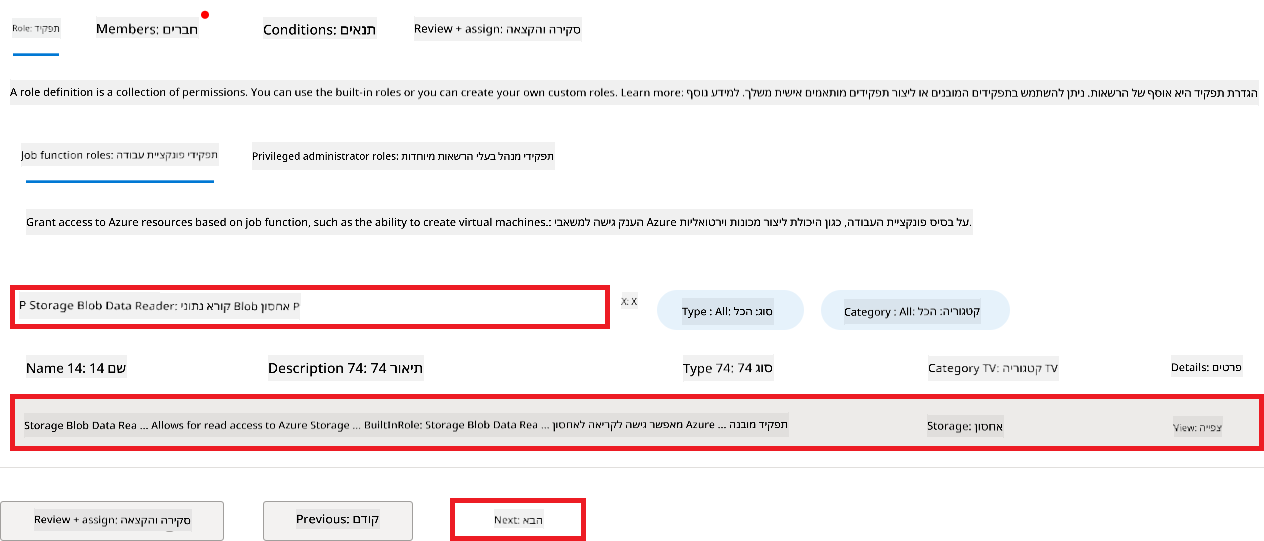 Role: תפקיד
Members: חברים
Conditions: תנאים
Review + assign: סקירה והקצאה
A role definition is a collection of permissions. You can use the built-in roles or you can create your own custom roles. Learn more: הגדרת תפקיד היא אוסף של הרשאות. ניתן להשתמש בתפקידים המובנים או ליצור תפקידים מותאמים אישית משלך. למידע נוסף
Job function roles: תפקידי פונקציית עבודה
Privileged administrator roles: תפקידי מנהל בעלי הרשאות מיוחדות
Grant access to Azure resources based on job function, such as the ability to create virtual machines.: הענק גישה למשאבי Azure על בסיס פונקציית העבודה, כגון היכולת ליצור מכונות וירטואליות.
P Storage Blob Data Reader: קורא נתוני Blob אחסון P
X: X
Type : All: סוג: הכל
Category : All: קטגוריה: הכל
Name 14: שם 14
Description 74: תיאור 74
Type 74: סוג 74
Category TV: קטגוריה TV
Details: פרטים
Storage Blob Data Rea ... Allows for read access to Azure Storage ... BuiltInRole: Storage Blob Data Rea ... מאפשר גישה לקריאה לאחסון Azure ... תפקיד מובנה
Storage: אחסון
View: צפייה
Review + assign: סקירה והקצאה
Previous: קודם
Next: הבא